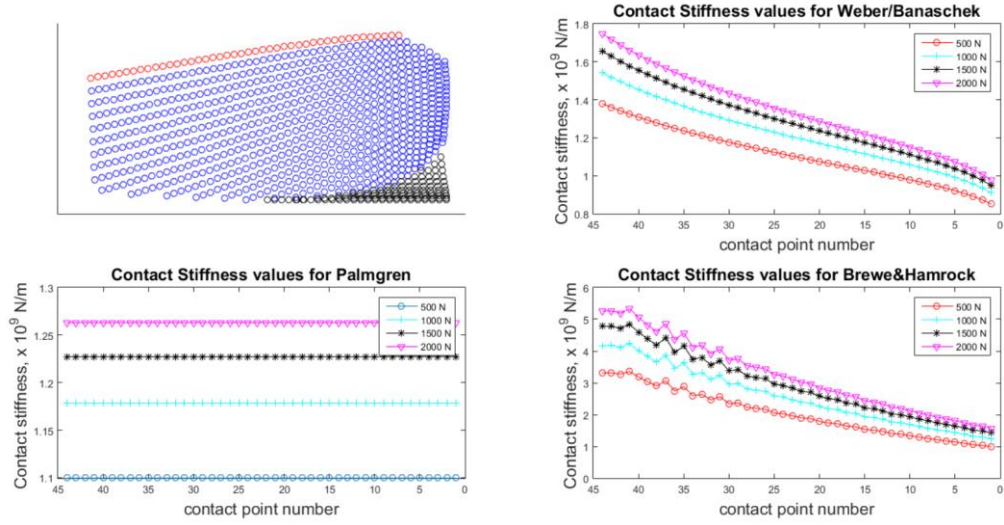 Contact Stiffness values for Weber/Banaschek
Contact stiffness, x 10^9 N/m
1.8
1.6
1.4
1.2
1
0.8
500 N
1000 N
1500 N
2000 N
45 40 35 30 25 20 15 10 5 0
contact point number
Contact Stiffness values for Palmgren
Contact stiffness, x 10^9 N/m
1.3
1.25
1.2
1.15
1.1
500 N
1000 N
1500 N
2000 N
45 40 35 30 25 20 15 10 5 0
contact point number
Contact Stiffness values for Brewe&Hamrock
Contact stiffness, x 10^9 N/m
6
5
4
3
2
1
0
500 N
1000 N
1500 N
2000 N
45 40 35 30 25 20 15 10 5 0
contact point number